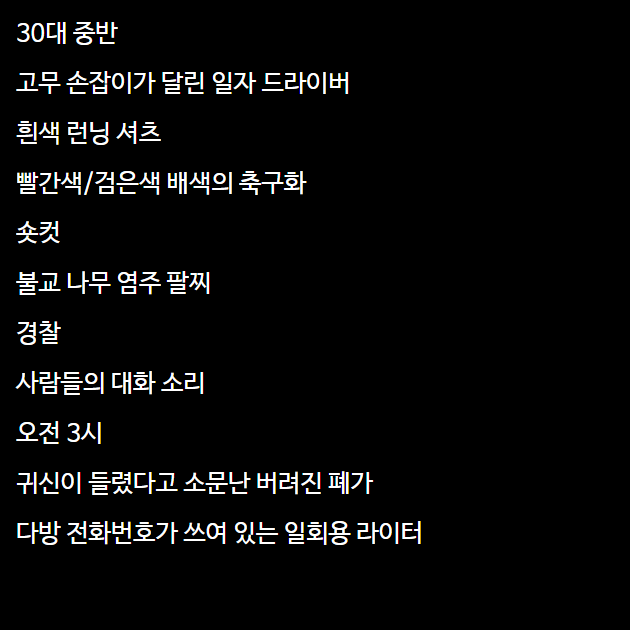 30대 중반
고무 손잡이가 달린 일자 드라이버
흰색 런닝 셔츠
빨간색/검은색 배색의 축구화
숏컷
불교 나무 염주 팔찌
경찰
사람들의 대화 소리
오전 3시
귀신이 들렸다고 소문난 버려진 폐가
다방 전화번호가 쓰여 있는 일회용 라이터